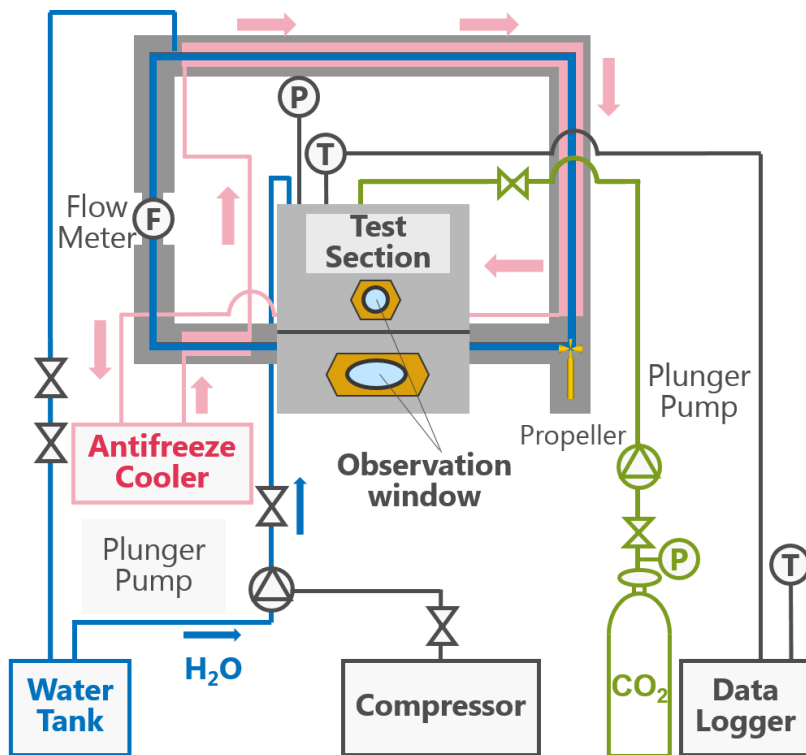 P
T
Flow
Meter
F
Test
Section
Plunger
Pump
Propeller
Antifreeze
Cooler
Observation
window
Plunger
Pump
P
T
H₂O
Water
Tank
Compressor
CO₂
Data
Logger